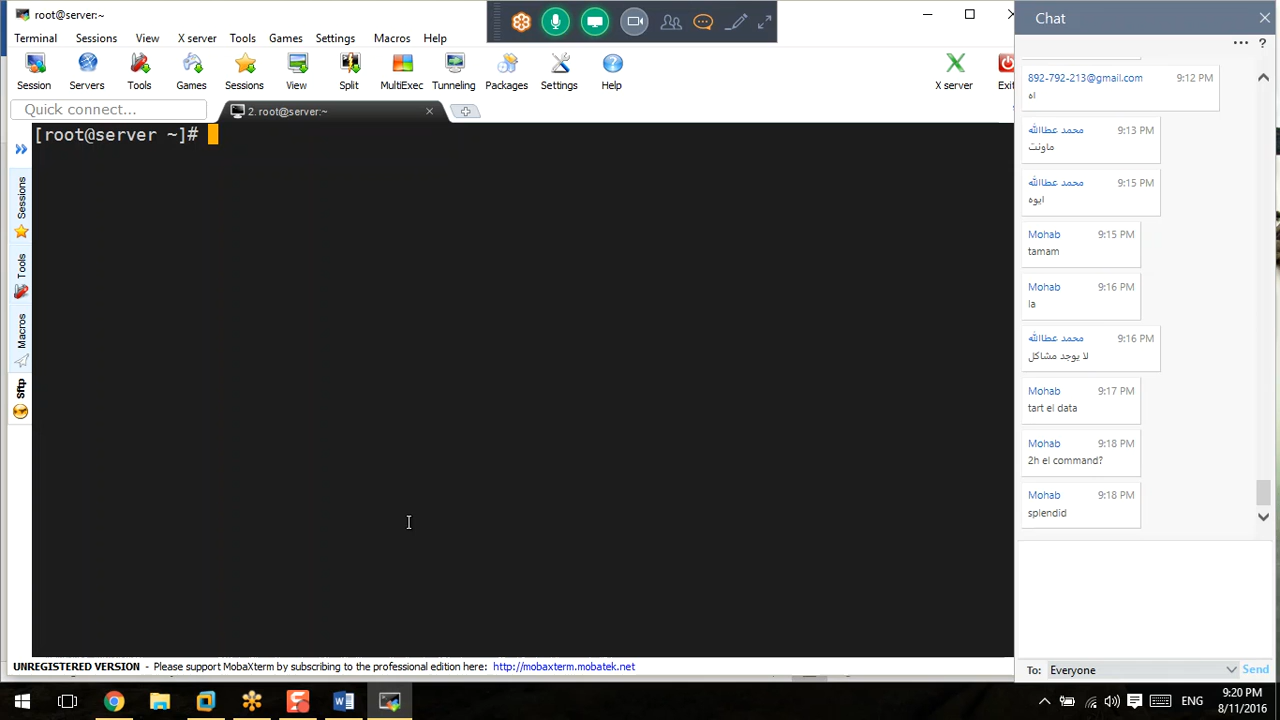 root@server:~
Terminal Sessions View X server Tools Games Settings Macros Help
Session Servers Tools Games Sessions View Split MultiExec Tunneling Packages Settings Help X server Exit
Quick connect...
2. root@server:~
[root@server ~]#
Sessions
Tools
Macros
Sftp
UNREGISTERED VERSION - Please support MobaXterm by subscribing to the professional edition here: http://mobaxterm.mobatek.net
Chat
892-792-213@gmail.com 9:12 PM
اه
محمد عطاالله 9:13 PM
ماونت
محمد عطاالله 9:15 PM
ايوه
Mohab 9:15 PM
tamam
Mohab 9:16 PM
la
محمد عطاالله 9:16 PM
لا يوجد مشاكل
Mohab 9:17 PM
tart el data
Mohab 9:18 PM
2h el command?
Mohab 9:18 PM
splendid
To: Everyone Send
ENG
9:20 PM
8/11/2016